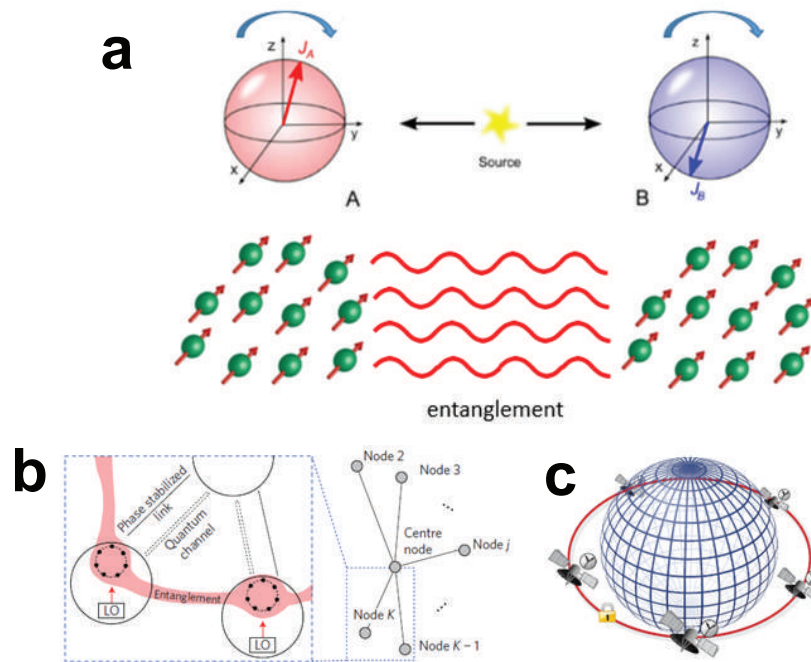 a
z
J_A
y
x
A
Source
z
y
x
J_B
B
entanglement
b
Phase stabilized
link
Quantum
channel
Entanglement
LO
LO
Node 2
Node 3
...
Centre
node
Node j
...
Node K
Node K – 1
c